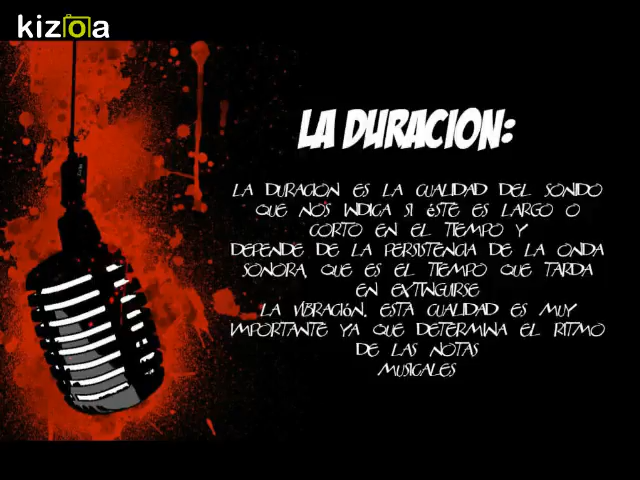 kizoa
LA DURACION:
LA DURACION ES LA CUALIDAD DEL SONIDO
QUE NOS INDICA SI ÉSTE ES LARGO O
CORTO EN EL TIEMPO Y
DEPENDE DE LA PERSISTENCIA DE LA ONDA
SONORA, QUE ES EL TIEMPO QUE TARDA
EN EXTINGUIRSE
LA VIBRACIÓN. ESTA CUALIDAD ES MUY
IMPORTANTE YA QUE DETERMINA EL RITMO
DE LAS NOTAS
MUSICALES